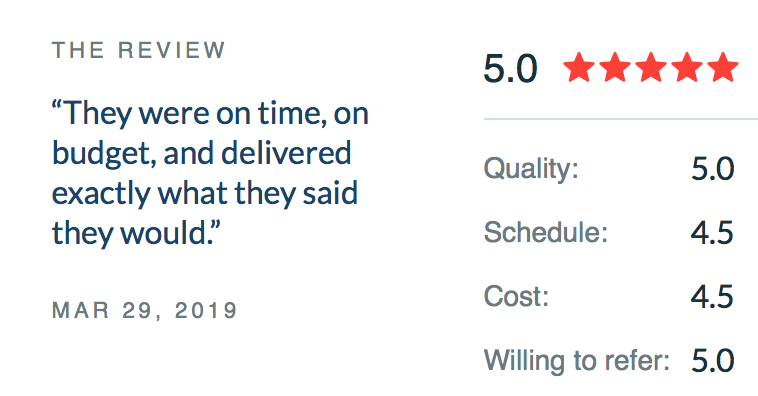 THE REVIEW
“They were on time, on
budget, and delivered
exactly what they said
they would.”
MAR 29, 2019
5.0
Quality: 5.0
Schedule: 4.5
Cost: 4.5
Willing to refer: 5.0